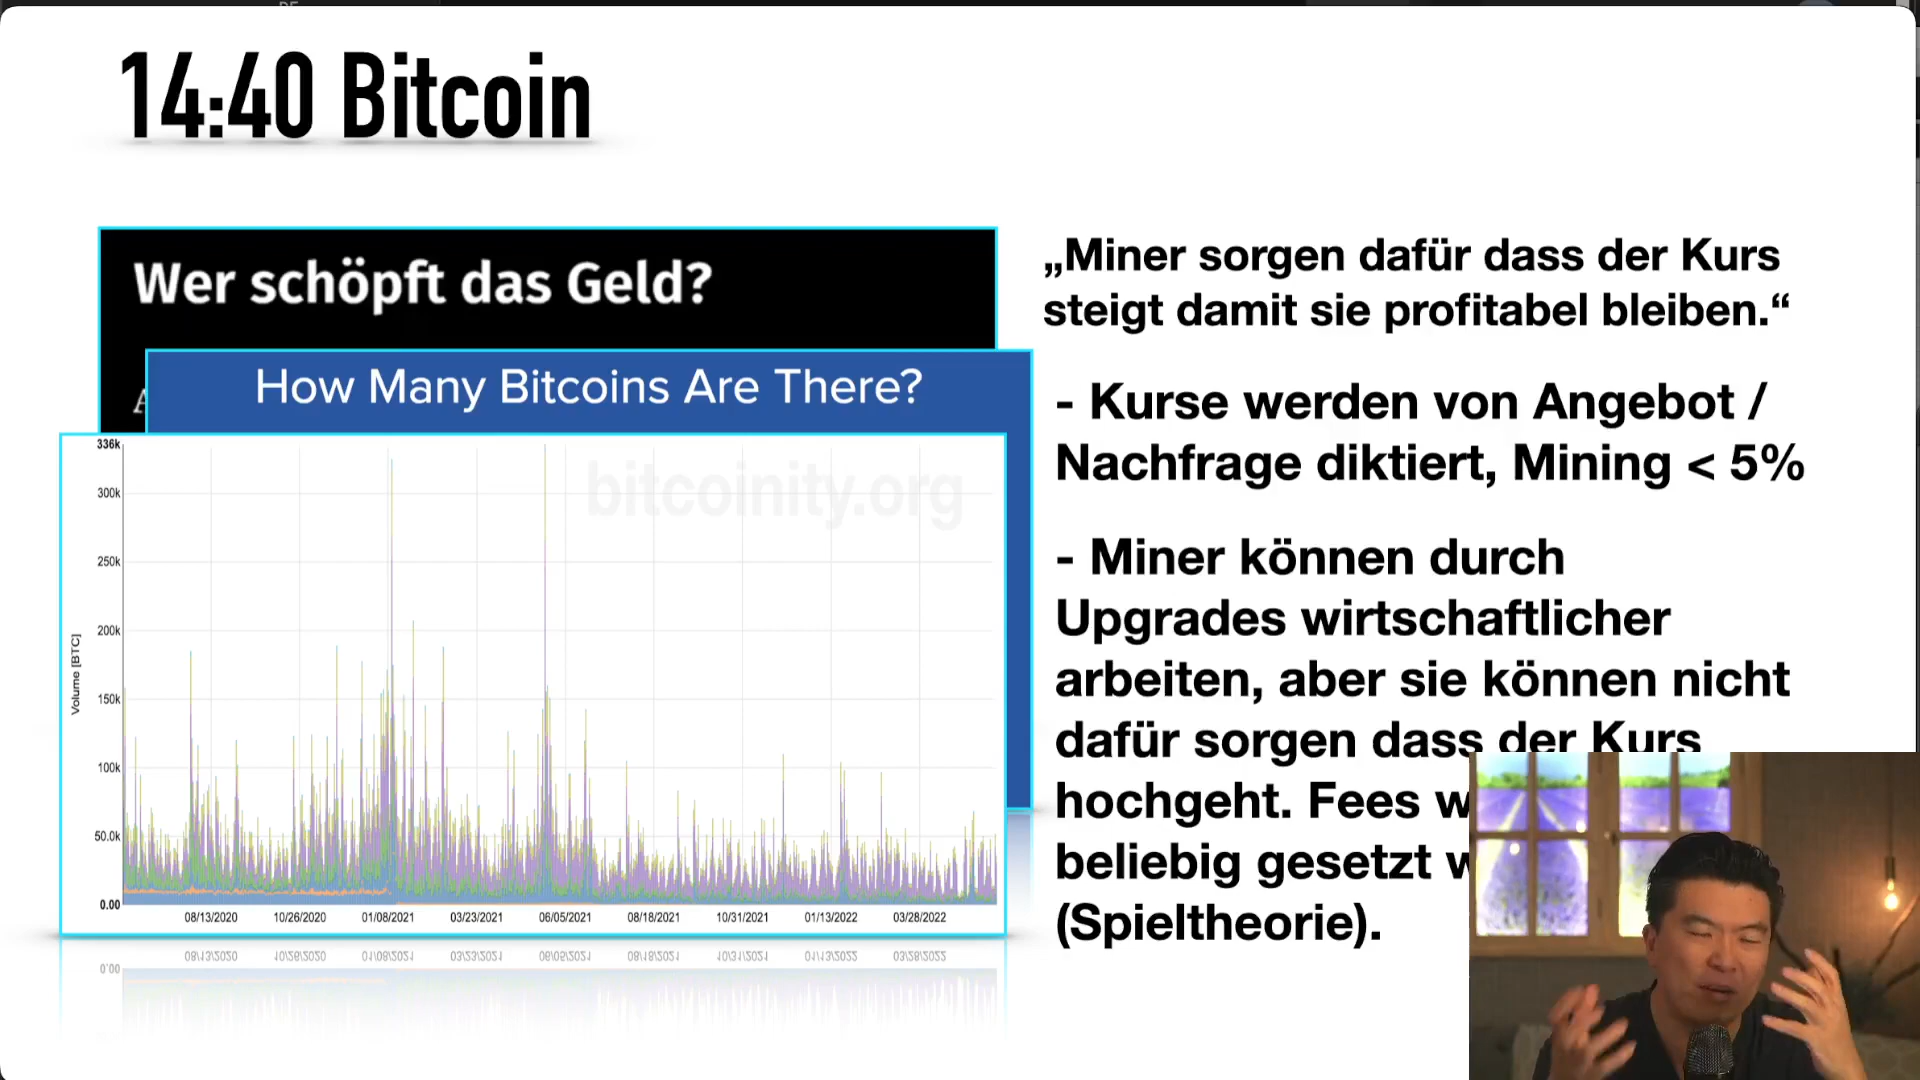 14:40 Bitcoin
Wer schöpft das Geld?
How Many Bitcoins Are There?
bitcoinity.org
Volume [BTC]
336k
300k
250k
200k
150k
100k
50.0k
0.00
08/13/2020 10/26/2020 01/08/2021 03/23/2021 06/05/2021 08/18/2021 10/31/2021 01/13/2022 03/28/2022
„Miner sorgen dafür dass der Kurs
steigt damit sie profitabel bleiben.“
- Kurse werden von Angebot /
Nachfrage diktiert, Mining < 5%
- Miner können durch
Upgrades wirtschaftlicher
arbeiten, aber sie können nicht
dafür sorgen dass der Kurs
hochgeht. Fees
beliebig gesetzt
(Spieltheorie).